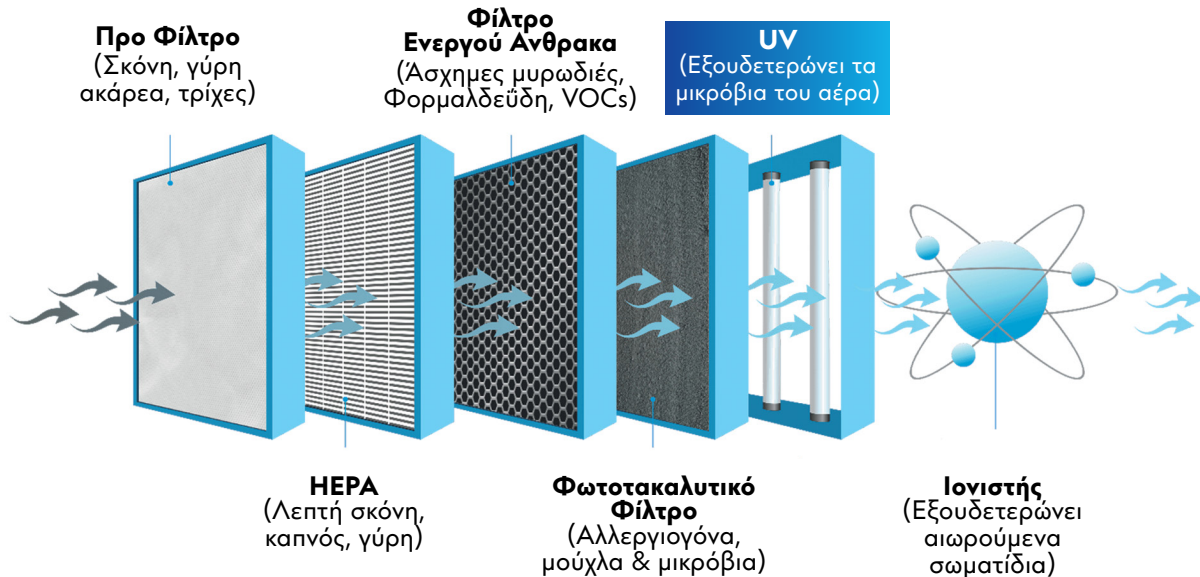 Προ Φίλτρο
(Σκόνη, γύρη
ακάρεα, τρίχες)
Φίλτρο
Ενεργού Ανθρακα
(Άσχημες μυρωδιές,
Φορμαλδεΰδη, VOCs)
UV
(Εξουδετερώνει τα
μικρόβια του αέρα)
HEPA
(Λεπτή σκόνη,
καπνός, γύρη)
Φωτοτακαλυτικό
Φίλτρο
(Αλλεργιογόνα,
μούχλα & μικρόβια)
Ιονιστής
(Εξουδετερώνει
αιωρούμενα
σωματίδια)